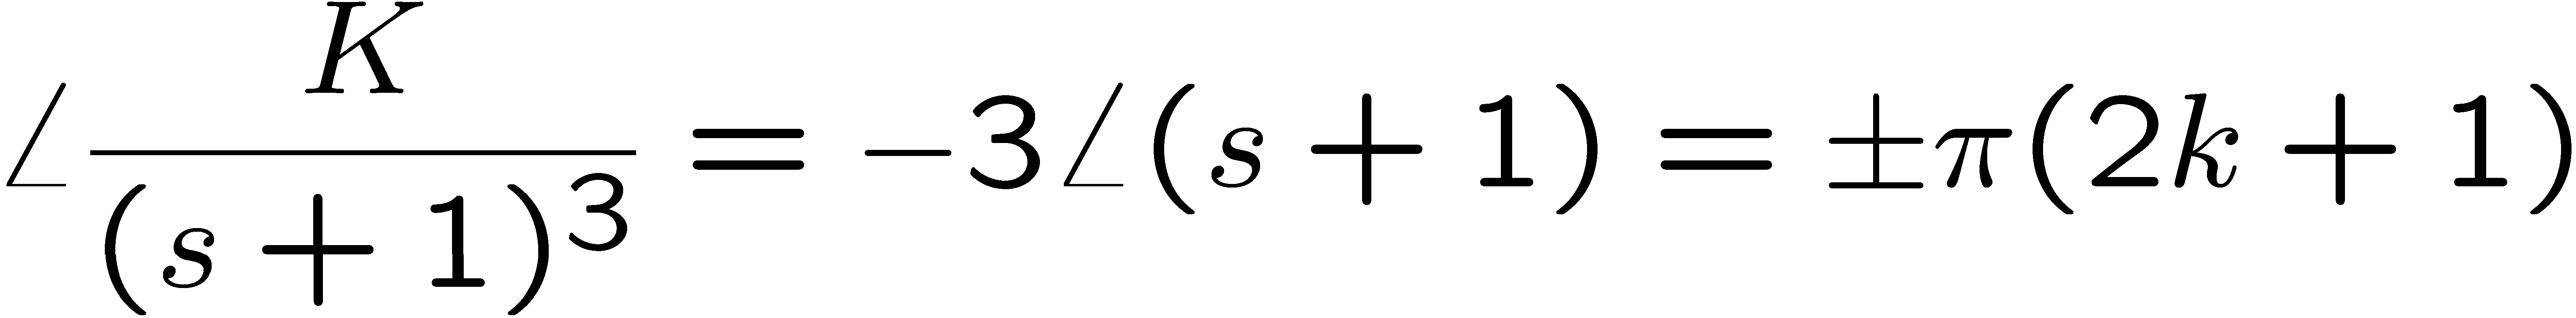 ∠K/(s + 1)³ = −3∠(s + 1) = ±π(2k + 1)